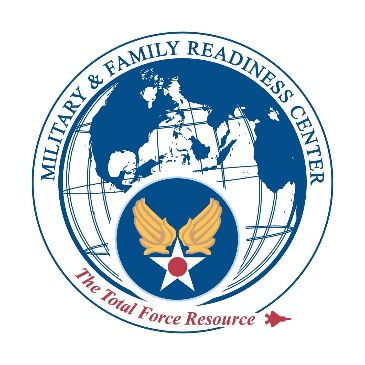 MILITARY & FAMILY READINESS CENTER
The Total Force Resource